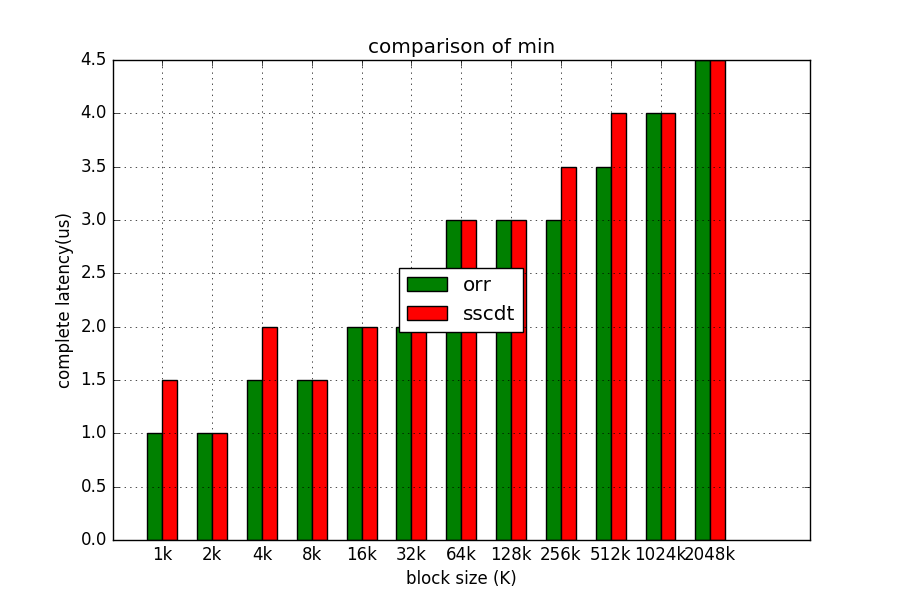 comparison of min
4.5
4.0
3.5
3.0
2.5
2.0
1.5
1.0
0.5
0.0
complete latency(us)
orr
sscdt
1k 2k 4k 8k 16k 32k 64k 128k 256k 512k 1024k 2048k
block size (K)